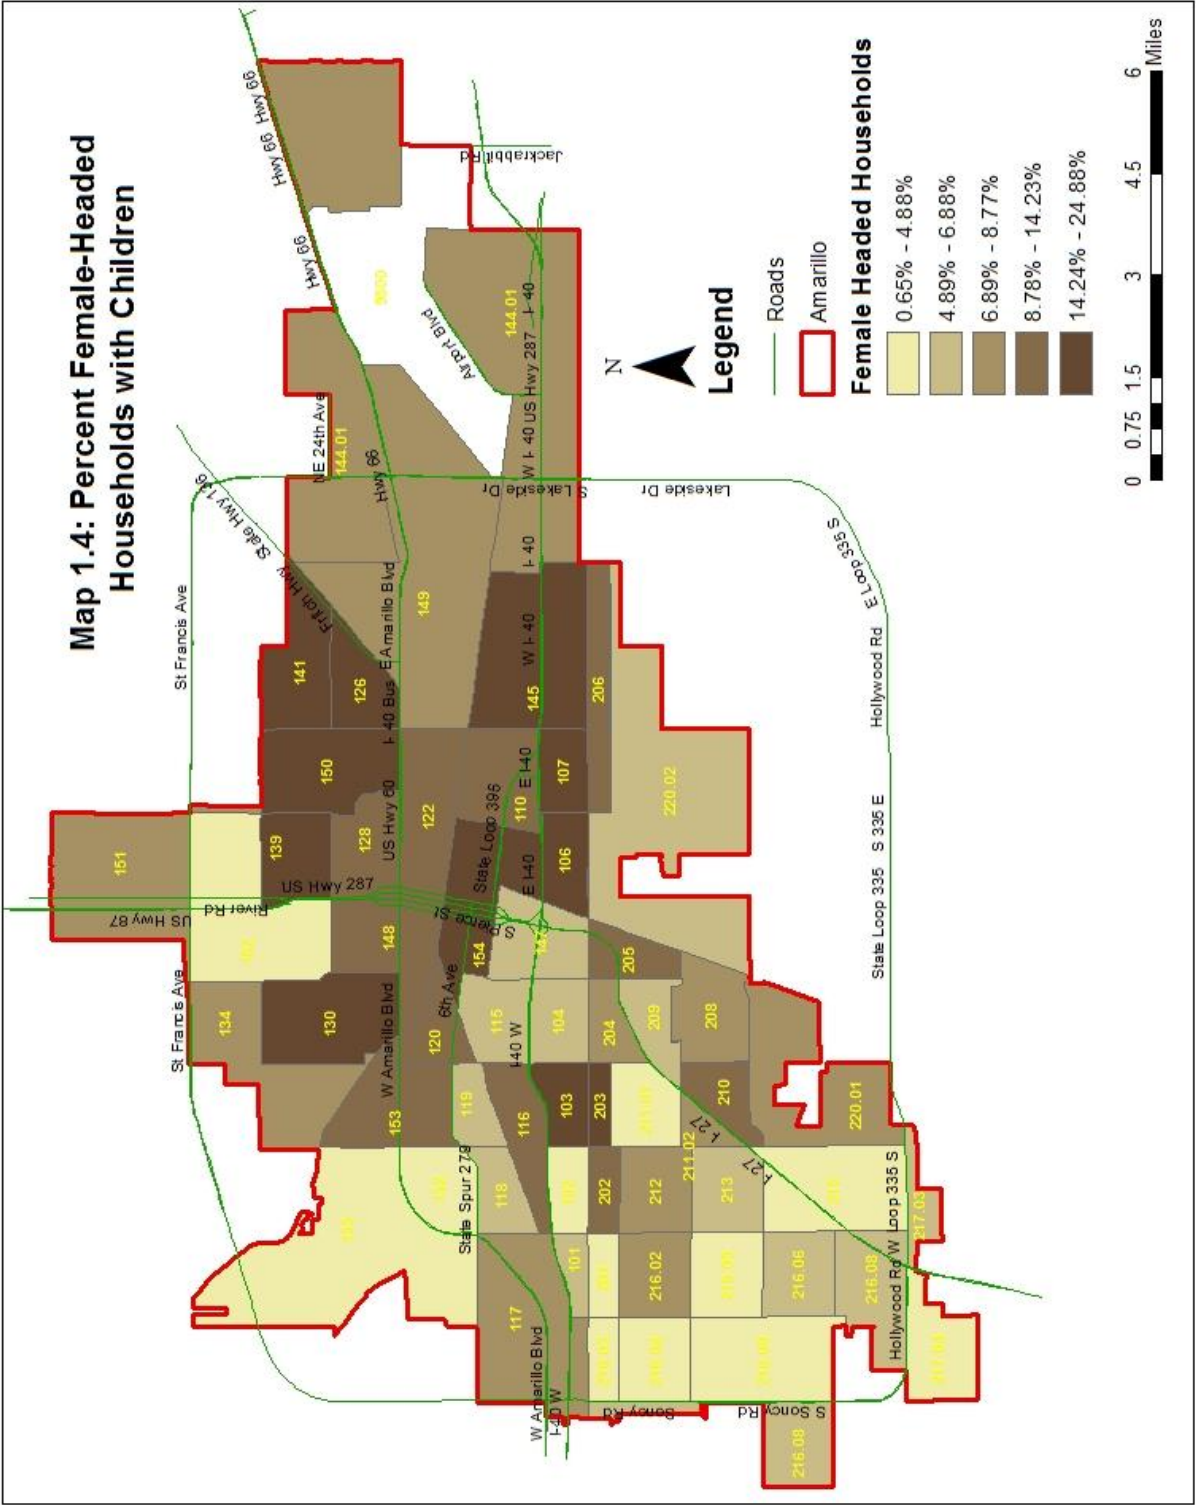 Map 1.4: Percent Female-Headed
Households with Children
St Francis Ave
St Francis Ave
State Hwy 136
Fritch Hwy
NE 24th Ave
Hwy 66
Hwy 66
Hwy 66
Hwy 66
Airport Blvd
Jackrabbit Rd
US Hwy 87
River Rd
US Hwy 287
W Amarillo Blvd
US Hwy 60
I- 40 Bus
E Amarillo Blvd
6th Ave
S Pierce St
State Loop 395
State Spur 279
W Amarillo Blvd
I-40 W
I-40 W
E I-40
E I-40
W I- 40
I- 40
W I- 40
US Hwy 287
I- 40
S Lakeside Dr
Lakeside Dr
Soncy Rd
S Soncy Rd
I-27
I-27
Hollywood Rd
W Loop 335 S
State Loop 335
S 335 E
Hollywood Rd
E Loop 335 S
151
139
141
134
130
150
126
128
148
122
149
144.01
144.01
9800
153
120
119
115
154
110
145
118
116
104
106
107
117
101
103
203
202
204
205
206
209
208
210
212
211.02
213
216.02
216.06
216.08
216.08
217.03
220.01
220.02
N
Legend
Roads
Amarillo
Female Headed Households
0.65% - 4.88%
4.89% - 6.88%
6.89% - 8.77%
8.78% - 14.23%
14.24% - 24.88%
0 0.75 1.5 3 4.5 6
Miles